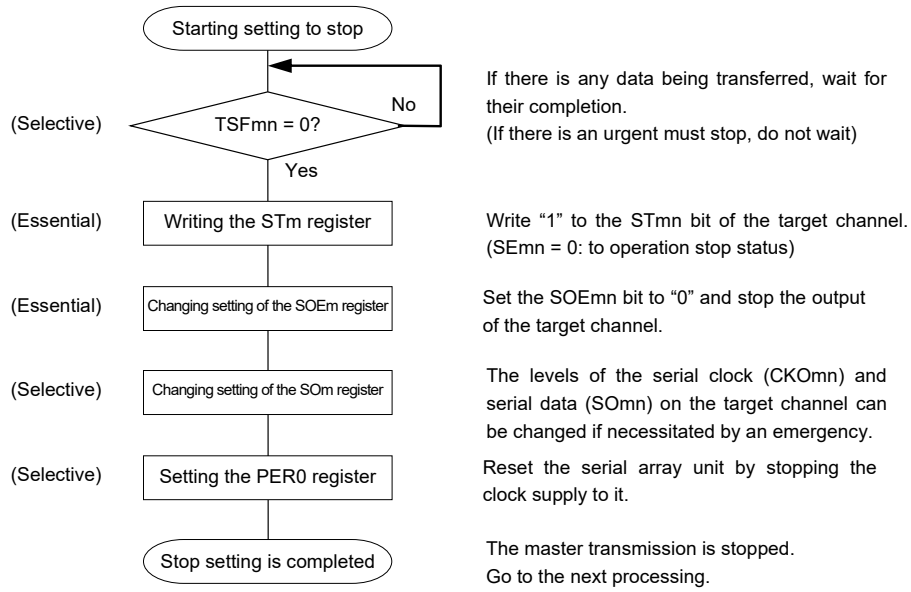 Starting setting to stop
No
(Selective)
TSFmn = 0?
If there is any data being transferred, wait for
their completion.
(If there is an urgent must stop, do not wait)
Yes
(Essential)
Writing the STm register
Write “1” to the STmn bit of the target channel.
(SEmn = 0: to operation stop status)
(Essential)
Changing setting of the SOEm register
Set the SOEmn bit to “0” and stop the output
of the target channel.
(Selective)
Changing setting of the SOm register
The levels of the serial clock (CKOmn) and
serial data (SOmn) on the target channel can
be changed if necessitated by an emergency.
(Selective)
Setting the PER0 register
Reset the serial array unit by stopping the
clock supply to it.
Stop setting is completed
The master transmission is stopped.
Go to the next processing.